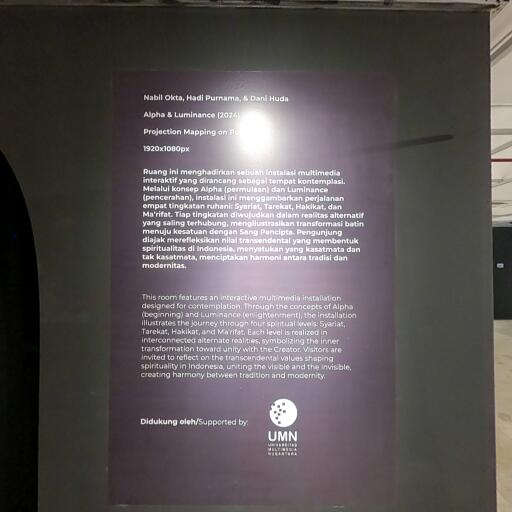 Nabil Okta, Hadi Purnama, & Dani Huda
Alpha & Luminance (2024)
Projection Mapping on
1920x1080px
Ruang ini menghadirkan sebuah instalasi multimedia
interaktif yang dirancang sebagai tempat kontemplasi.
Melalui konsep Alpha (permulaan) dan Luminance
(pencerahan), instalasi ini menggambarkan perjalanan
empat tingkatan ruhani: Syariat, Tarekat, Hakikat, dan
Ma'rifat. Tiap tingkatan diwujudkan dalam realitas alternatif
yang saling terhubung, mengilustrasikan transformasi batin
menuju kesatuan dengan Sang Pencipta. Pengunjung
diajak merefleksikan nilai transendental yang membentuk
spiritualitas di Indonesia, menyatukan yang kasatmata dan
tak kasatmata, menciptakan harmoni antara tradisi dan
modernitas.
This room features an interactive multimedia installation
designed for contemplation. Through the concepts of Alpha
(beginning) and Luminance (enlightenment), the installation
illustrates the journey through four spiritual levels: Syariat,
Tarekat, Hakikat, and Ma'rifat. Each level is realized in
interconnected alternate realities, symbolizing the inner
transformation toward unity with the Creator. Visitors are
invited to reflect on the transcendental values shaping
spirituality in Indonesia, uniting the visible and the invisible,
creating harmony between tradition and modernity.
Didukung oleh/Supported by:
UMN
UNIVERSITAS
MULTIMEDIA
NUSANTARA